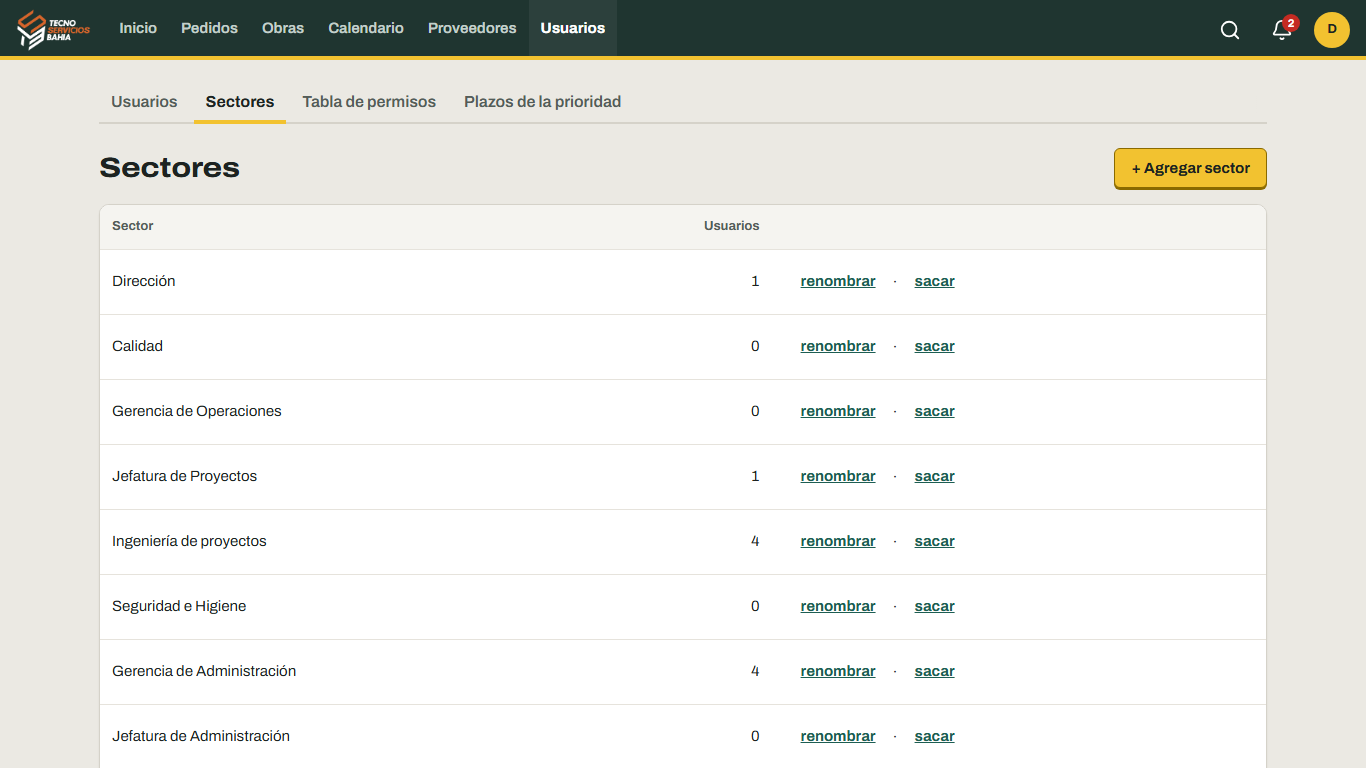 TECNO
SERVICIOS
BAHIA
Inicio
Pedidos
Obras
Calendario
Proveedores
Usuarios
2
D
Usuarios
Sectores
Tabla de permisos
Plazos de la prioridad
Sectores
+ Agregar sector
Sector Usuarios
Dirección 1 renombrar · sacar
Calidad 0 renombrar · sacar
Gerencia de Operaciones 0 renombrar · sacar
Jefatura de Proyectos 1 renombrar · sacar
Ingeniería de proyectos 4 renombrar · sacar
Seguridad e Higiene 0 renombrar · sacar
Gerencia de Administración 4 renombrar · sacar
Jefatura de Administración 0 renombrar · sacar